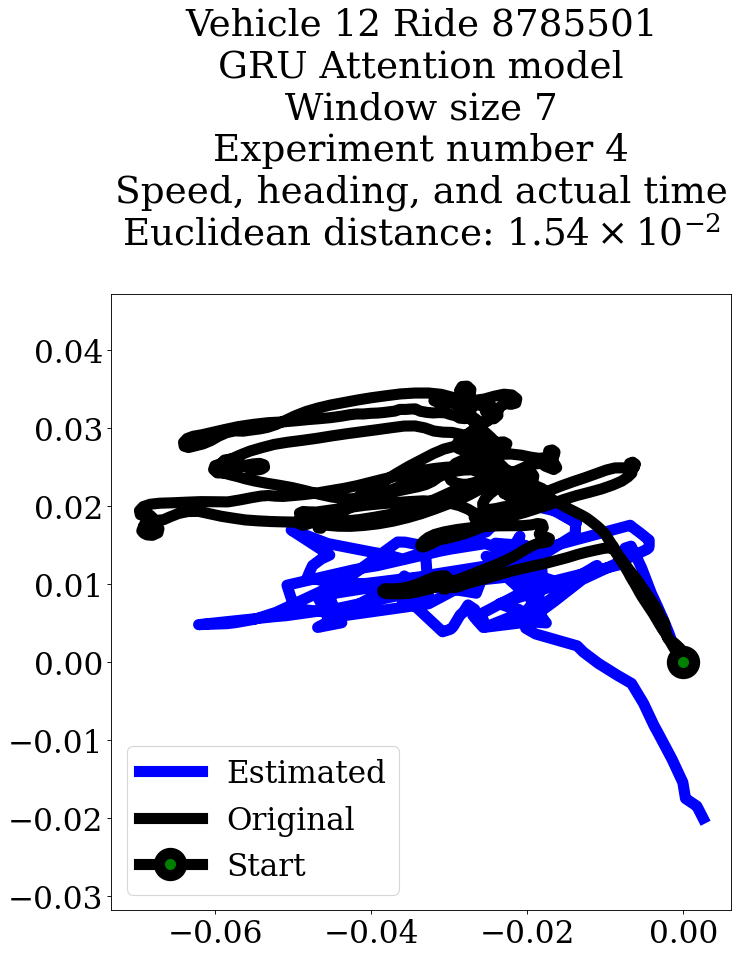 Vehicle 12 Ride 8785501
GRU Attention model
Window size 7
Experiment number 4
Speed, heading, and actual time
Euclidean distance: 1.54 × 10⁻²
0.04
0.03
0.02
0.01
0.00
−0.01
−0.02
−0.03
Estimated
Original
Start
−0.06 −0.04 −0.02 0.00